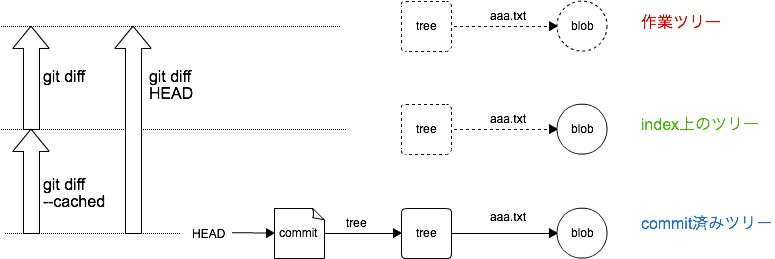 tree
aaa.txt
blob
作業ツリー
git diff
git diff
HEAD
tree
aaa.txt
blob
index上のツリー
git diff
--cached
HEAD
commit
tree
tree
aaa.txt
blob
commit済みツリー